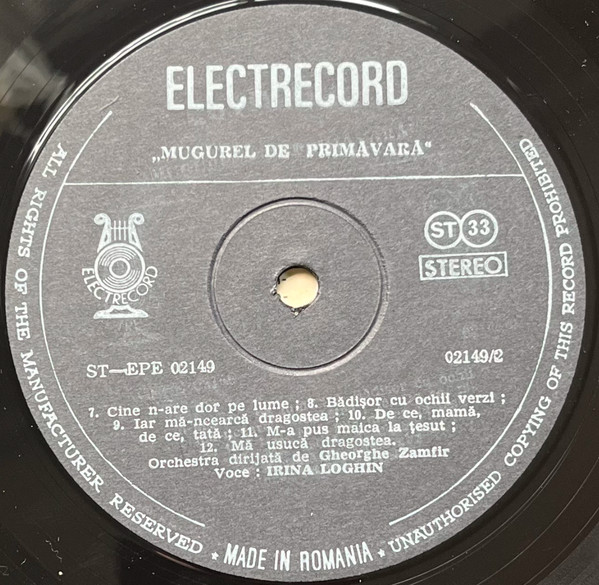 ELECTRECORD
„MUGUREL DE PRIMĂVARĂ“
ELECTRECORD
ST 33
STEREO
ST—EPE 02149
02149/2
7. Cine n-are dor pe lume ; 8. Bădișor cu ochii verzi ;
9. Iar mă-ncearcă dragostea ; 10. De ce, mamă,
de ce, tată ; 11. M-a pus maica la țesut ;
12. Mă usucă dragostea.
Orchestra dirijată de Gheorghe Zamfir
Voce : IRINA LOGHIN
ALL RIGHTS OF THE MANUFACTURER RESERVED ★ MADE IN ROMANIA ★ UNAUTHORISED COPYING OF THIS RECORD PROHIBITED